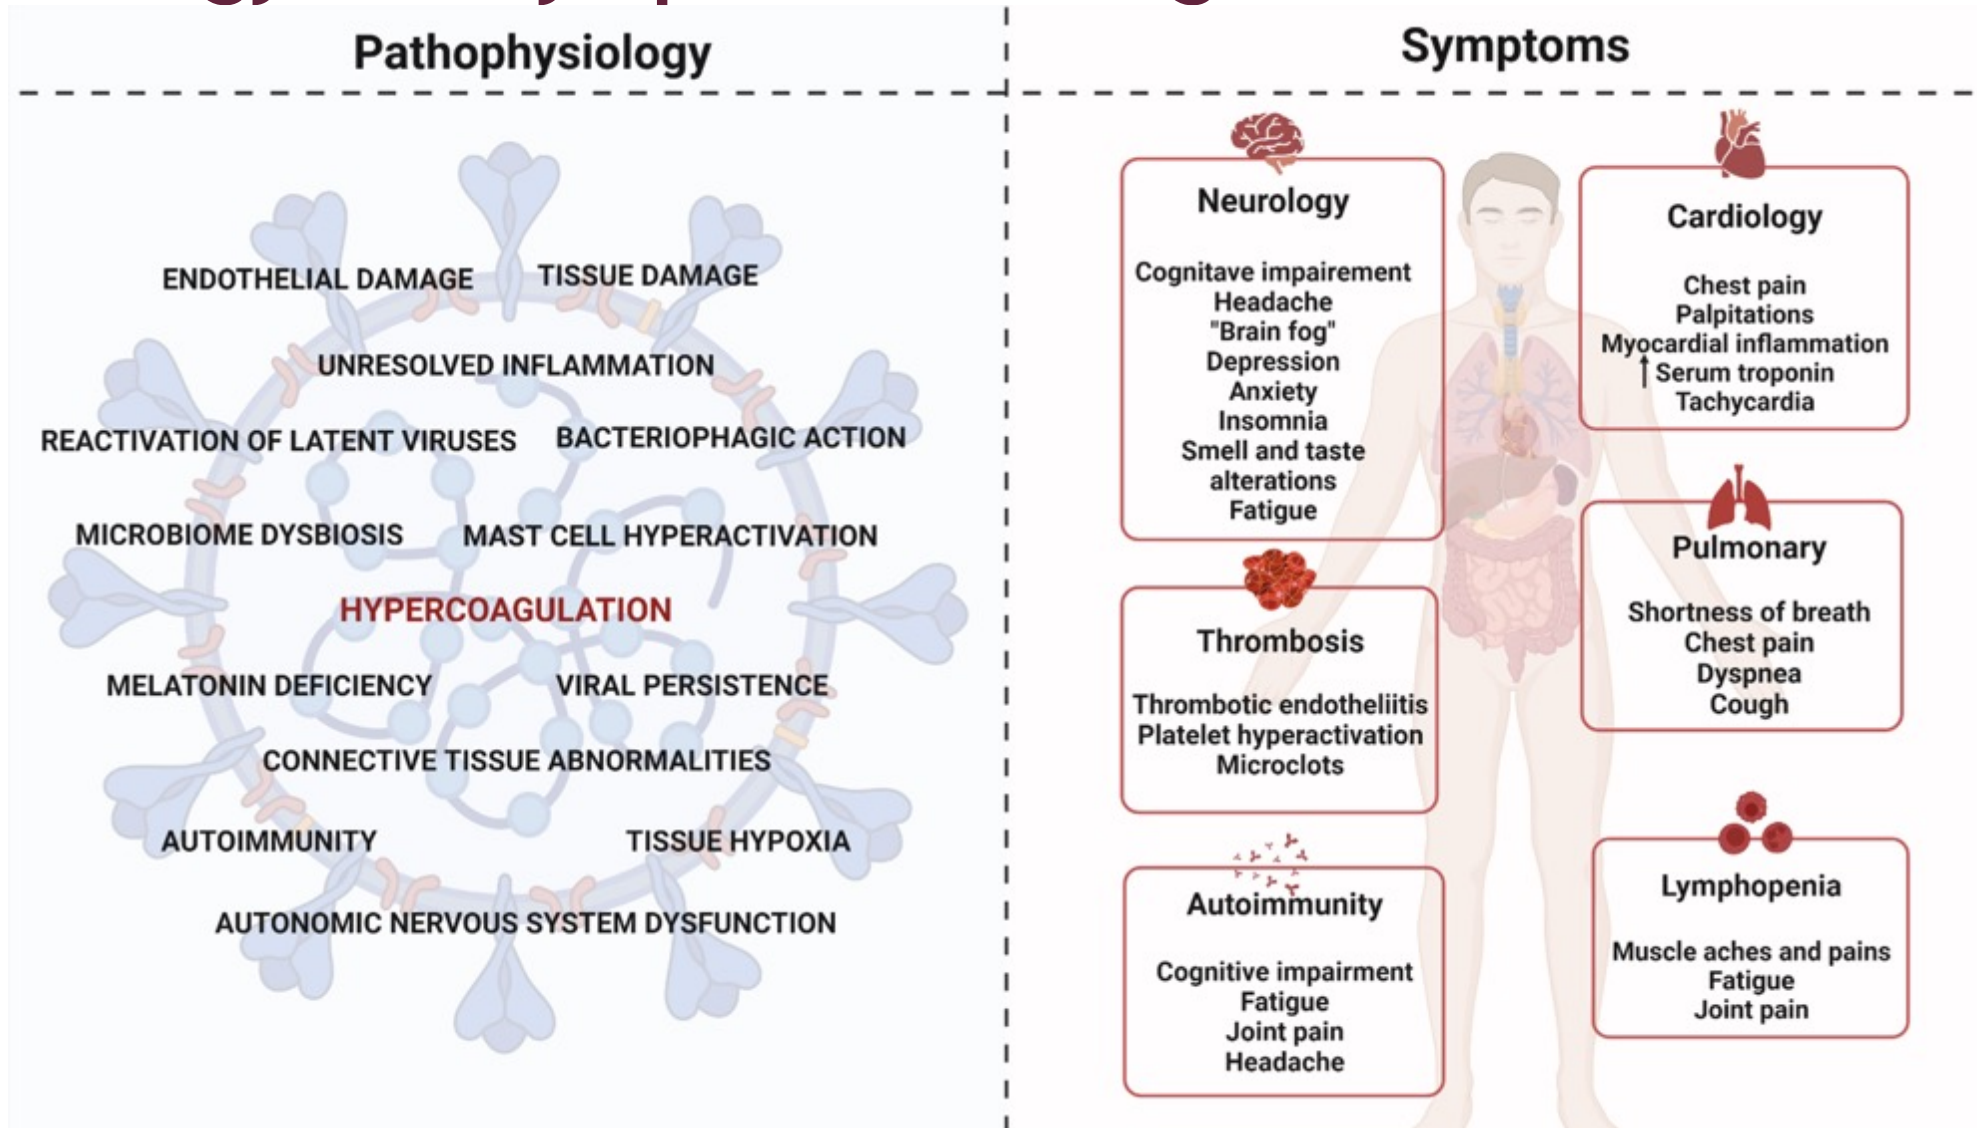 Pathophysiology
ENDOTHELIAL DAMAGE
TISSUE DAMAGE
UNRESOLVED INFLAMMATION
REACTIVATION OF LATENT VIRUSES
BACTERIOPHAGIC ACTION
MICROBIOME DYSBIOSIS
MAST CELL HYPERACTIVATION
HYPERCOAGULATION
MELATONIN DEFICIENCY
VIRAL PERSISTENCE
CONNECTIVE TISSUE ABNORMALITIES
AUTOIMMUNITY
TISSUE HYPOXIA
AUTONOMIC NERVOUS SYSTEM DYSFUNCTION
Symptoms
Neurology
Cognitave impairement
Headache
"Brain fog"
Depression
Anxiety
Insomnia
Smell and taste
alterations
Fatigue
Thrombosis
Thrombotic endotheliitis
Platelet hyperactivation
Microclots
Autoimmunity
Cognitive impairment
Fatigue
Joint pain
Headache
Cardiology
Chest pain
Palpitations
Myocardial inflammation
↑ Serum troponin
Tachycardia
Pulmonary
Shortness of breath
Chest pain
Dyspnea
Cough
Lymphopenia
Muscle aches and pains
Fatigue
Joint pain